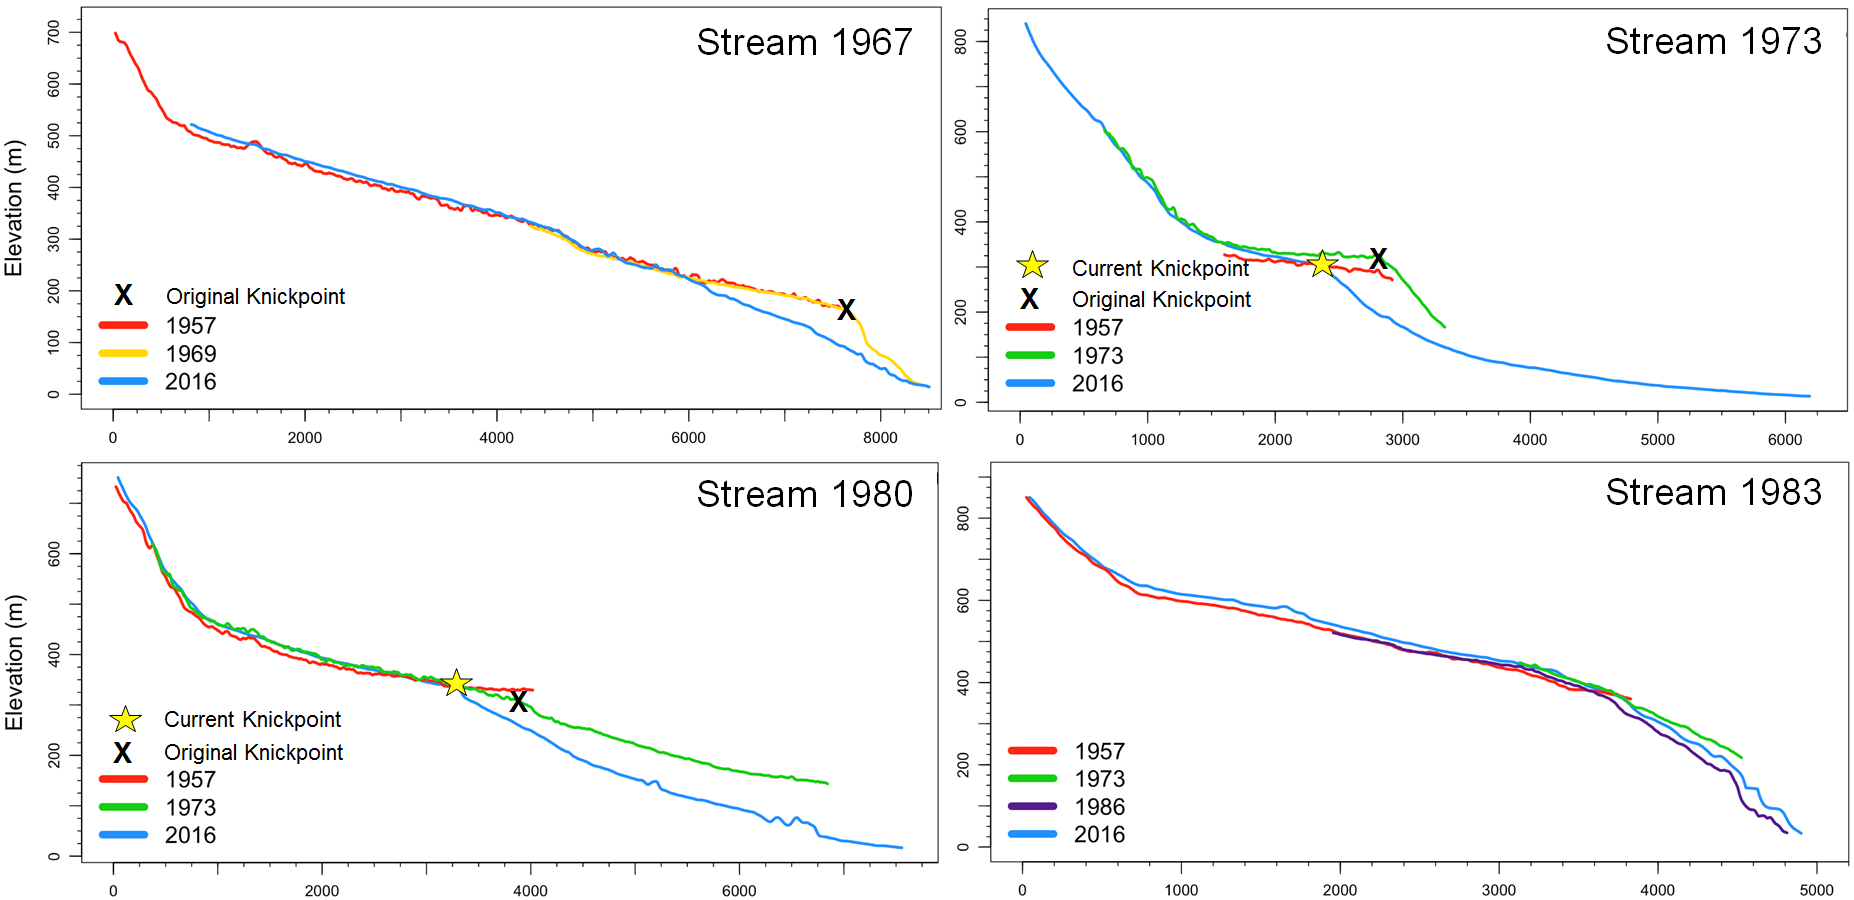 Stream 1967
Elevation (m)
700
600
500
400
300
200
100
0
X Original Knickpoint
1957
1969
2016
X
0 2000 4000 6000 8000
Stream 1973
800
600
400
200
0
Current Knickpoint
X Original Knickpoint
1957
1973
2016
X
0 1000 2000 3000 4000 5000 6000
Stream 1980
Elevation (m)
600
400
200
0
Current Knickpoint
X Original Knickpoint
1957
1973
2016
X
0 2000 4000 6000
Stream 1983
800
600
400
200
0
1957
1973
1986
2016
0 1000 2000 3000 4000 5000